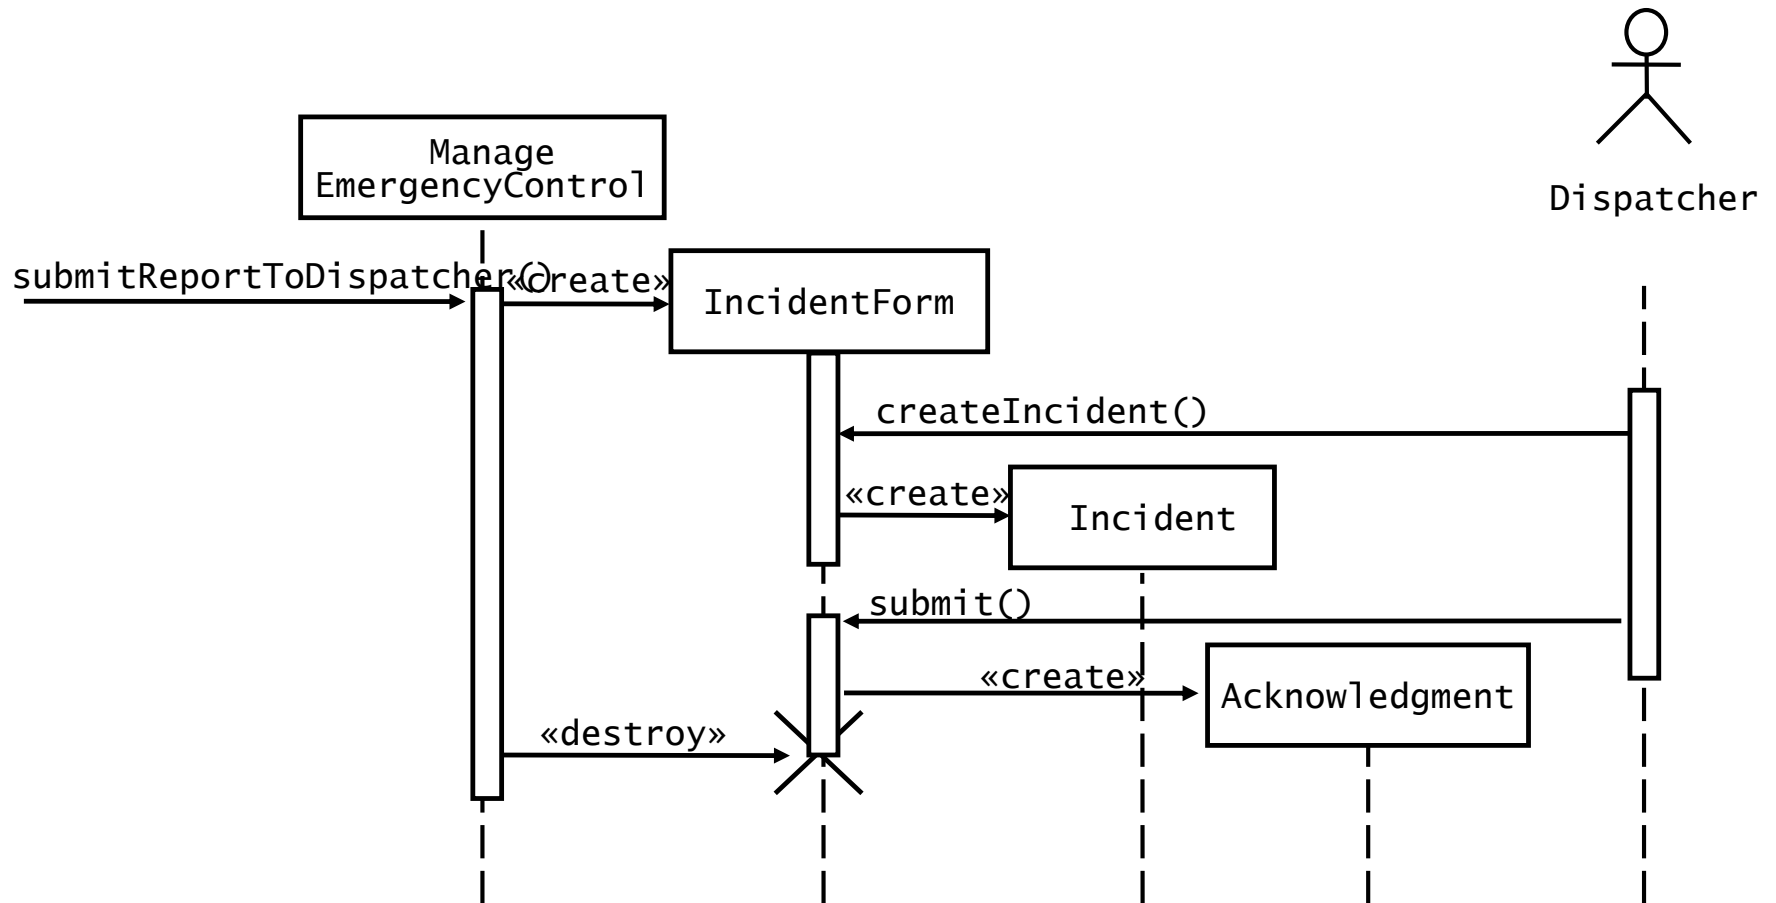 Manage
EmergencyControl
Dispatcher
submitReportToDispatcher()
«create»
IncidentForm
createIncident()
«create»
Incident
submit()
«create»
Acknowledgment
«destroy»